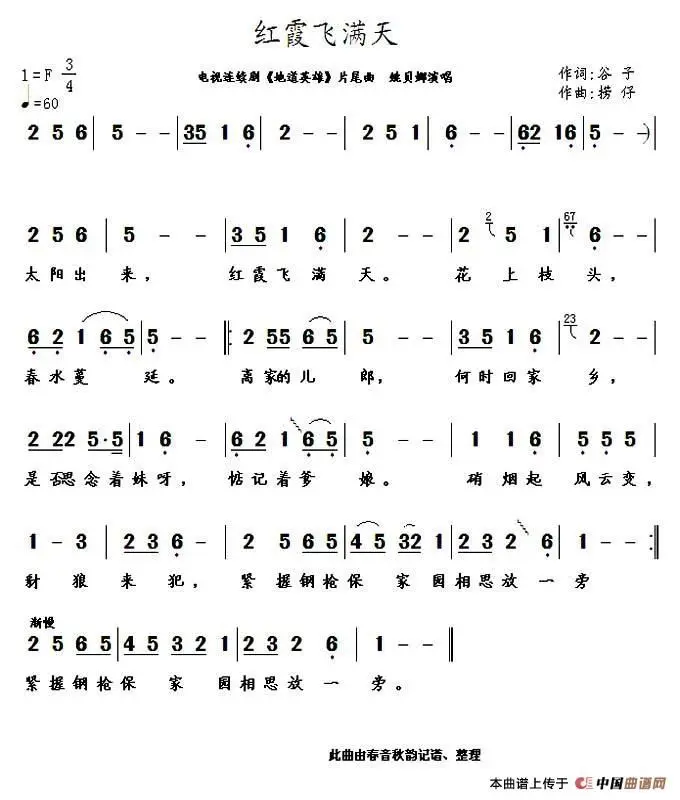 红霞飞满天
1=F 3/4 电视连续剧《地道英雄》片尾曲 姚贝娜演唱 作词:谷子
♩=60 作曲:捞仔
2 5 6 | 5 - - | 35 1 6 | 2 - - | 2 5 1 | 6 - - | 62 2 16 | 5 - - )
2 5 6 | 5 - - | 3 5 1 6 | 2 - - | 2 2 5 1 | 67 6 - - |
太阳出 来, 红霞飞 满 天。 花 上 枝 头,
6 2 1 6 5 | 5 - - |: 2 55 6 5 | 5 - - | 3 5 1 6 | 23 2 - - |
春水蔓 延。 离家的儿 郎, 何时回家 乡,
2 22 5·5 | 1 6 - | 6 2 1 6 5 | 5 - - | 1 1 6 | 5 5 5 |
是否思念着妹呀, 惦记着爹 娘。 硝烟起 风云变,
1 - 3 | 2 3 6 - | 2 5 6 5 | 4 5 32 1 | 2 3 2 6 | 1 - - :|
豺 狼来犯, 紧握钢枪保 家 园相思放一旁
渐慢
2 5 6 5 | 4 5 3 2 1 | 2 3 2 6 | 1 - - ‖
紧握钢枪保 家 园相思放一旁。
此曲由春音秋韵记谱、整理
本曲谱上传于 中国曲谱网